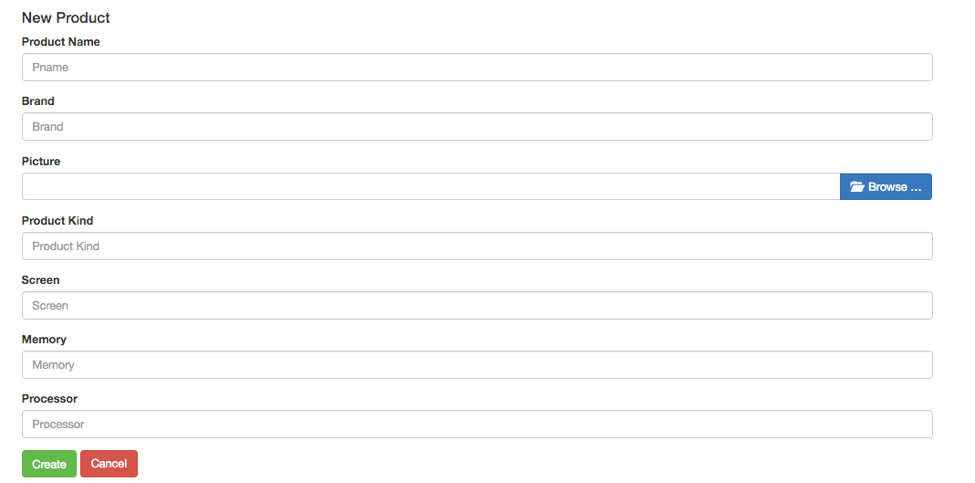 New Product
Product Name
Pname
Brand
Brand
Picture
Browse ...
Product Kind
Product Kind
Screen
Screen
Memory
Memory
Processor
Processor
Create Cancel